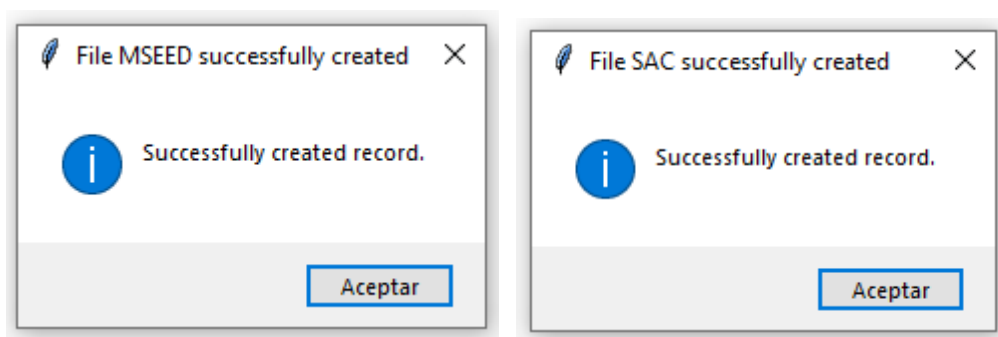 File MSEED successfully created
Successfully created record.
Aceptar
File SAC successfully created
Successfully created record.
Aceptar